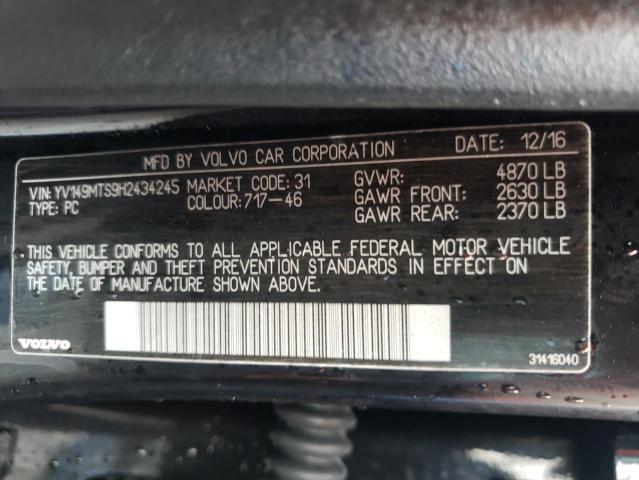 MFD BY VOLVO CAR CORPORATION DATE: 12/16
VIN: YV149MTS9H2434245 MARKET CODE: 31 GVWR: 4870 LB
TYPE: PC COLOUR: 717-46 GAWR FRONT: 2630 LB
GAWR REAR: 2370 LB
THIS VEHICLE CONFORMS TO ALL APPLICABLE FEDERAL MOTOR VEHICLE
SAFETY, BUMPER AND THEFT PREVENTION STANDARDS IN EFFECT ON
THE DATE OF MANUFACTURE SHOWN ABOVE.
VOLVO 31416040